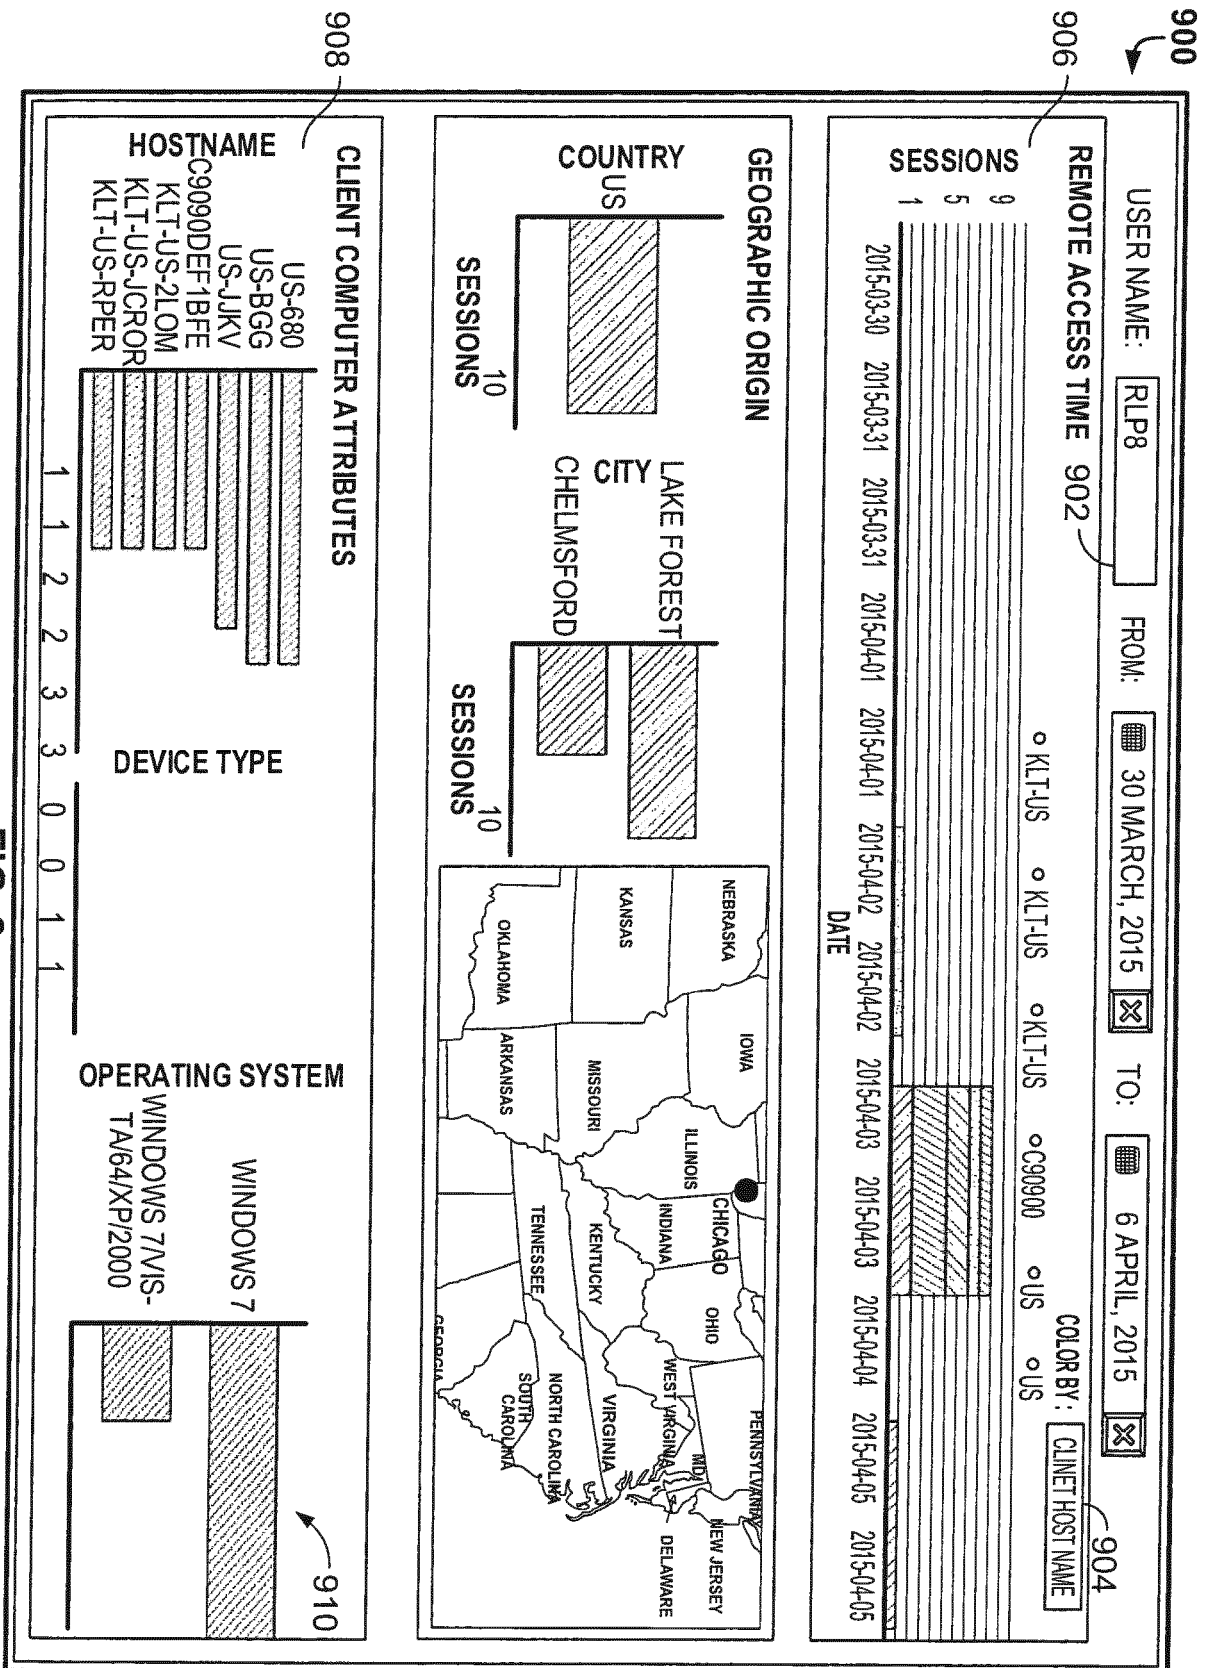 900
USER NAME: RLP8 FROM: 30 MARCH, 2015 TO: 6 APRIL, 2015
902
904
906
REMOTE ACCESS TIME
COLOR BY: CLINET HOST NAME
KLT-US KLT-US KLT-US C90900 US US
SESSIONS
9
5
1
2015-03-30 2015-03-31 2015-03-31 2015-04-01 2015-04-01 2015-04-02 2015-04-02 2015-04-03 2015-04-03 2015-04-04 2015-04-05 2015-04-05
DATE
GEOGRAPHIC ORIGIN
COUNTRY
US
10
SESSIONS
CITY
LAKE FOREST
CHELMSFORD
10
SESSIONS
NEBRASKA
IOWA
ILLINOIS
CHICAGO
INDIANA
OHIO
PENNSYLVANIA
NEW JERSEY
MD
DELAWARE
WEST VIRGINIA
VIRGINIA
KANSAS
MISSOURI
KENTUCKY
OKLAHOMA
ARKANSAS
TENNESSEE
NORTH CAROLINA
SOUTH CAROLINA
GEORGIA
908
CLIENT COMPUTER ATTRIBUTES
HOSTNAME
US-680
US-BGG
US-JJKV
C9090DEF1BFE
KLT-US-2LOM
KLT-US-JCROR
KLT-US-RPER
1 1 2 2 3 3
DEVICE TYPE
0 0 1 1
OPERATING SYSTEM
WINDOWS 7
WINDOWS 7/VIS-
TA/64/XP/2000
910